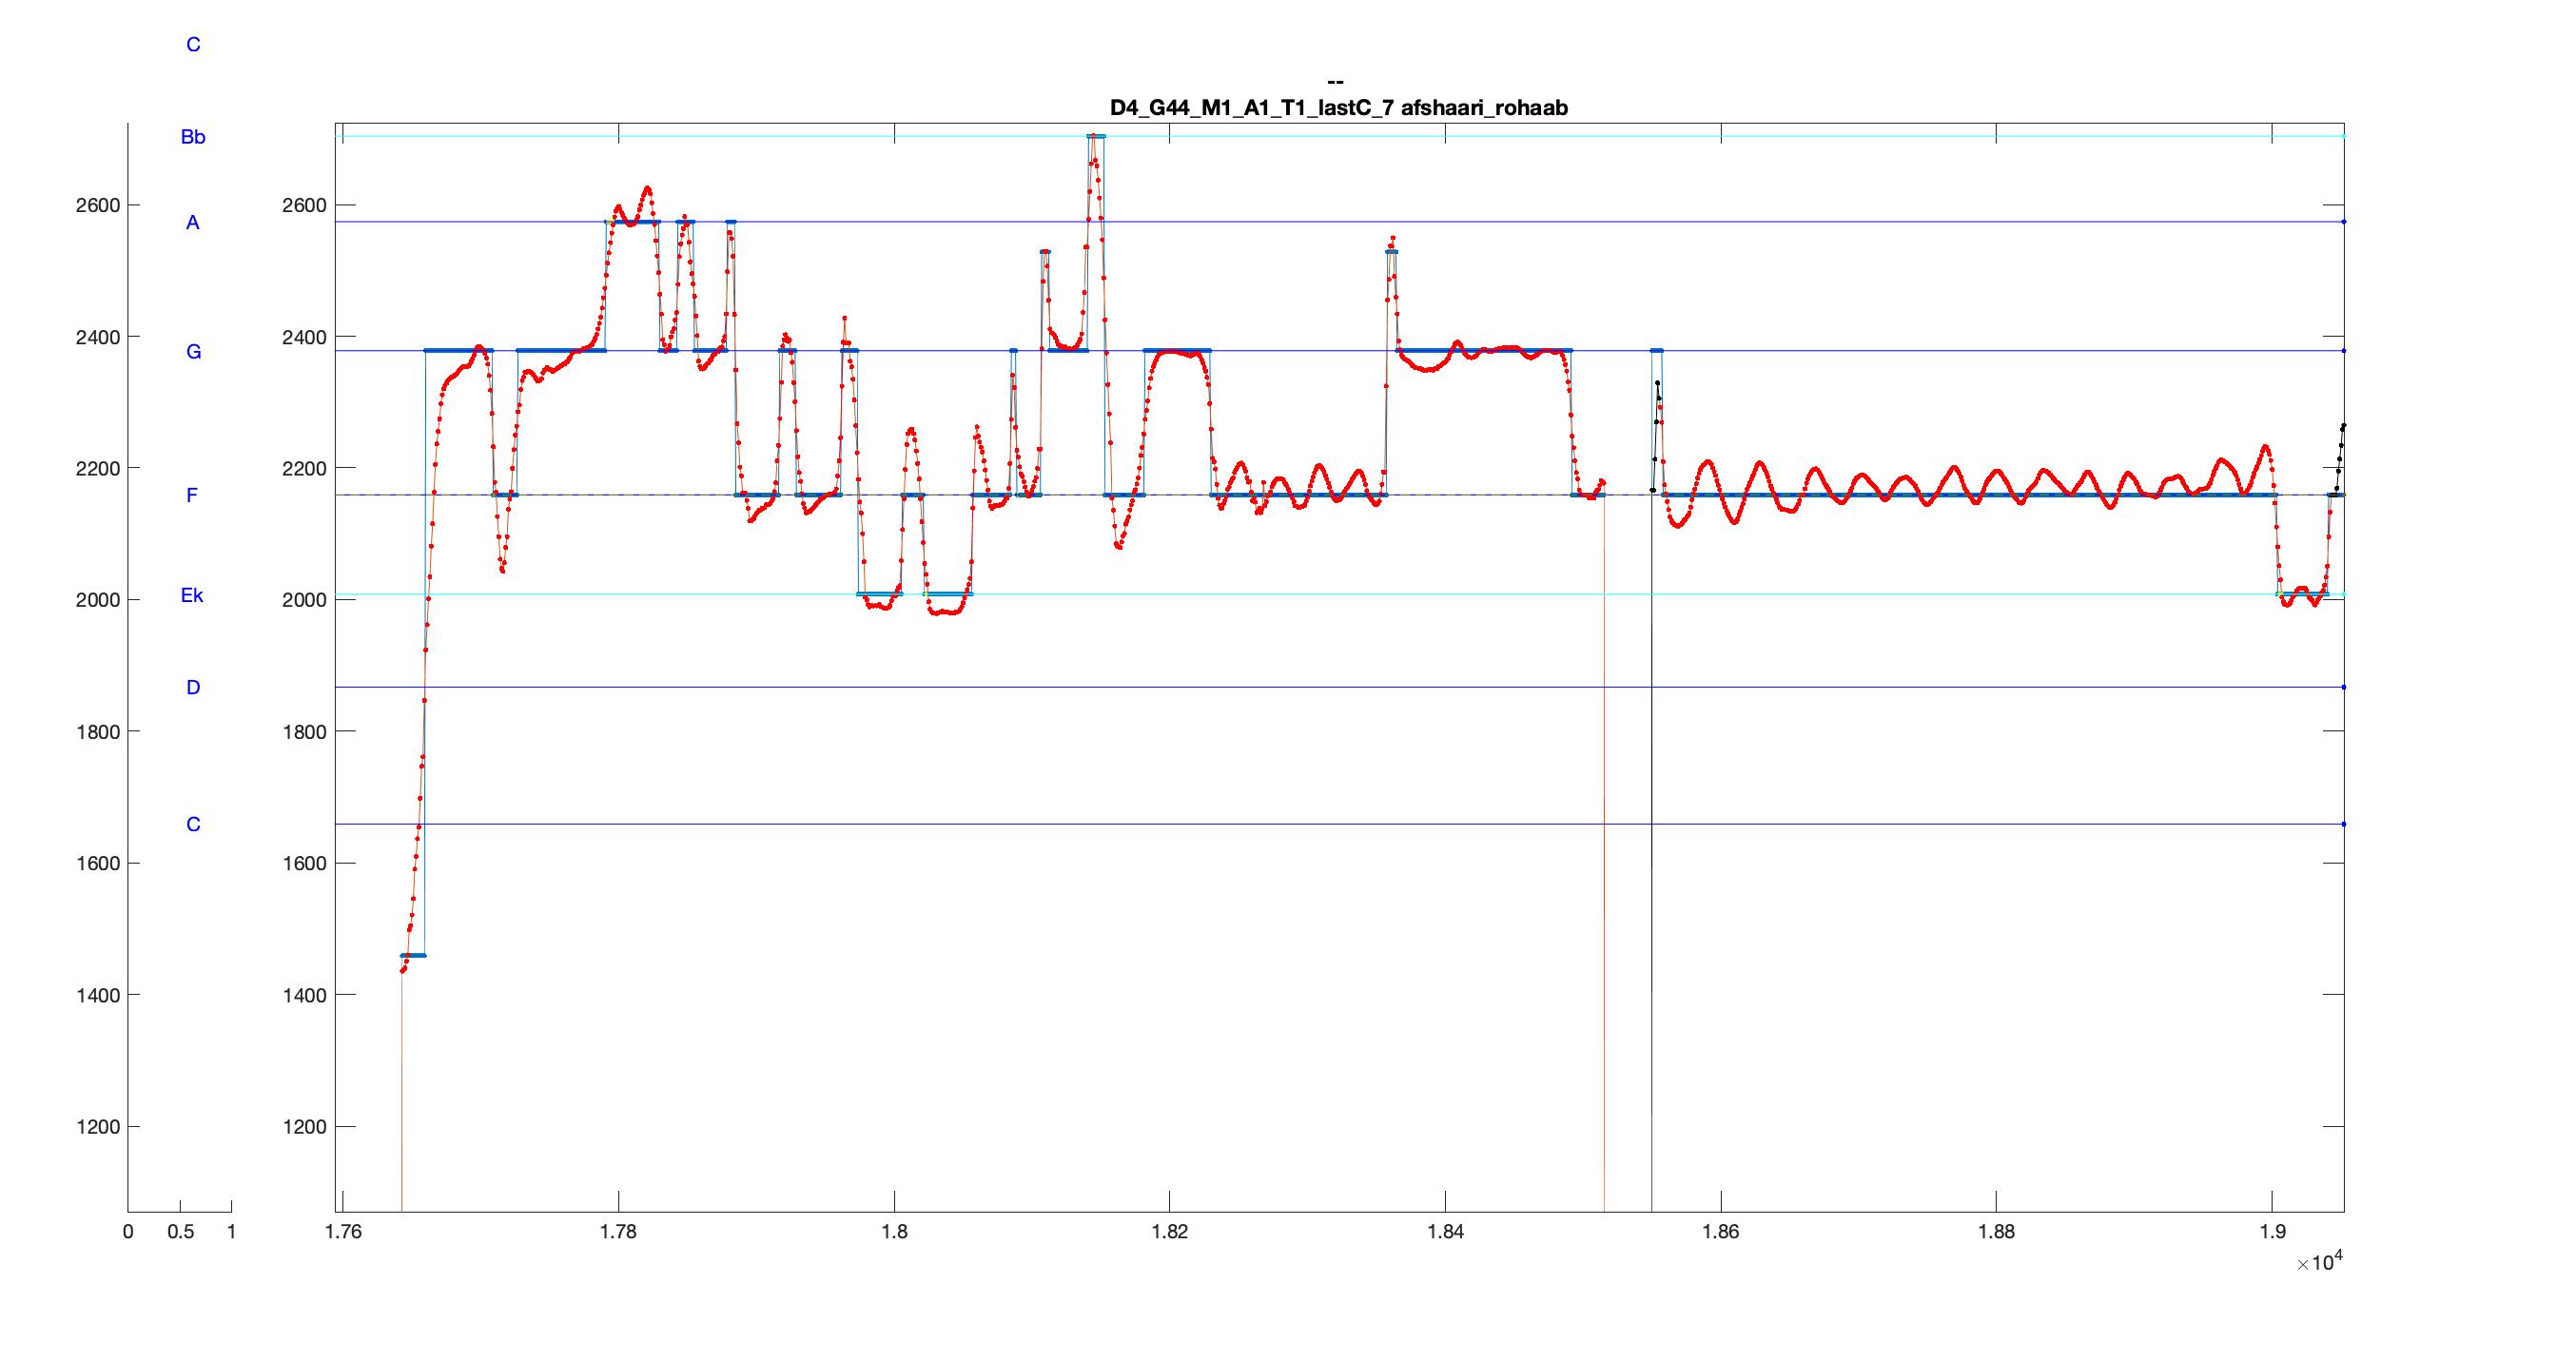 C
--
D4_G44_M1_A1_T1_lastC_7 afshaari_rohaab
Bb
2600 A 2600
2400 G 2400
2200 2200
F
2000 Ek 2000
D
1800 1800
C
1600 1600
1400 1400
1200 1200
0 0.5 1 1.76 1.78 1.8 1.82 1.84 1.86 1.88 1.9
×10⁴